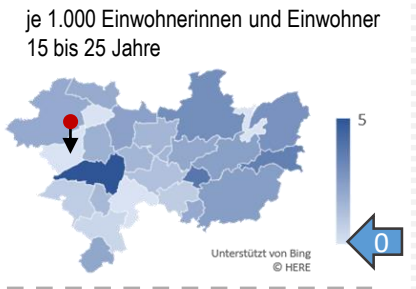 je 1.000 Einwohnerinnen und Einwohner
15 bis 25 Jahre
5
0
Unterstützt von Bing
© HERE